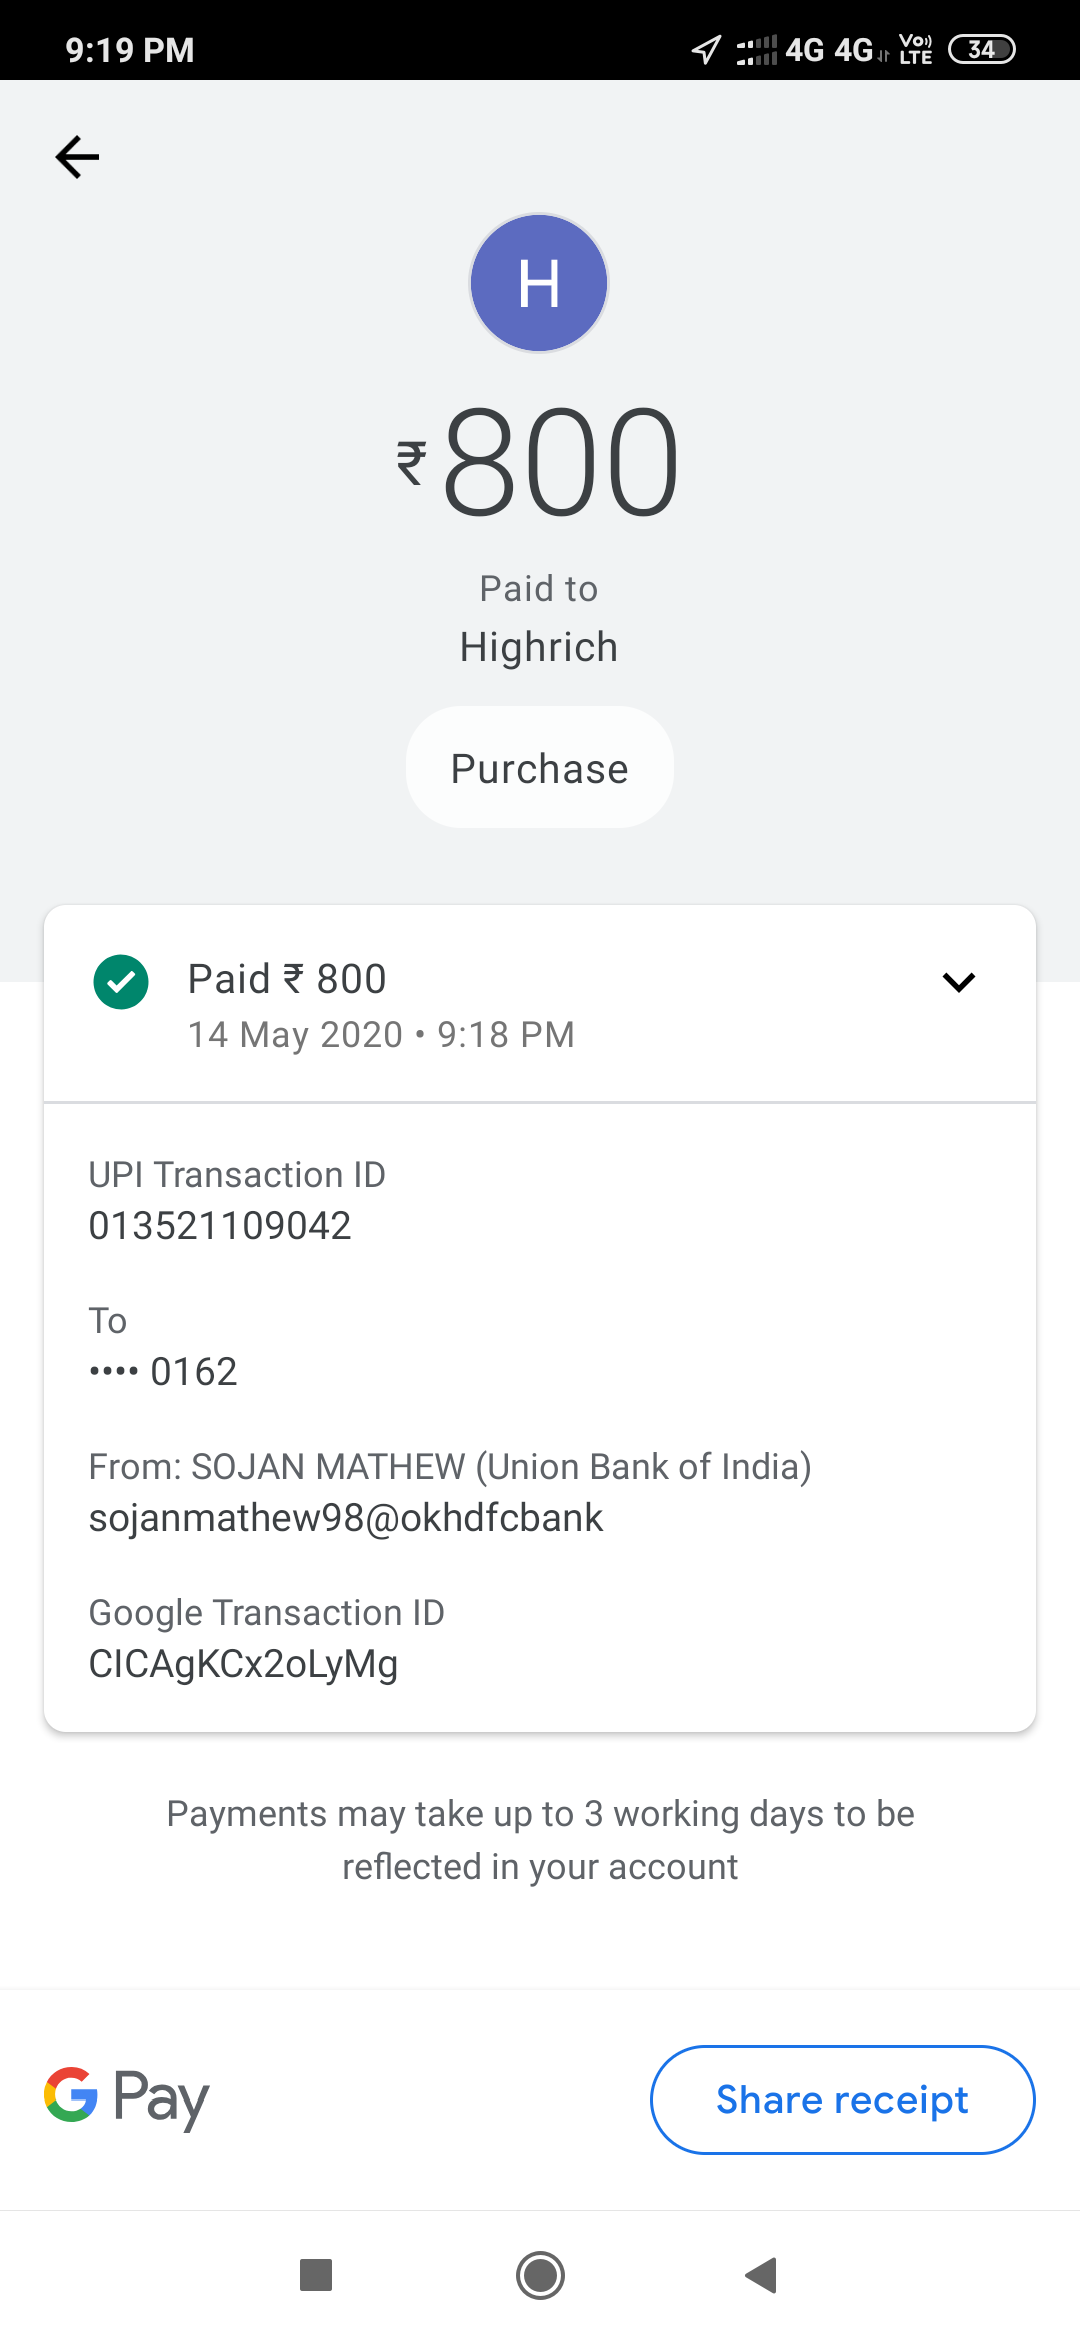 9:19 PM 4G 4G VoLTE 34
H
₹800
Paid to
Highrich
Purchase
Paid ₹ 800
14 May 2020 • 9:18 PM
UPI Transaction ID
013521109042
To
•••• 0162
From: SOJAN MATHEW (Union Bank of India)
sojanmathew98@okhdfcbank
Google Transaction ID
CICAgKCx2oLyMg
Payments may take up to 3 working days to be
reflected in your account
G Pay Share receipt